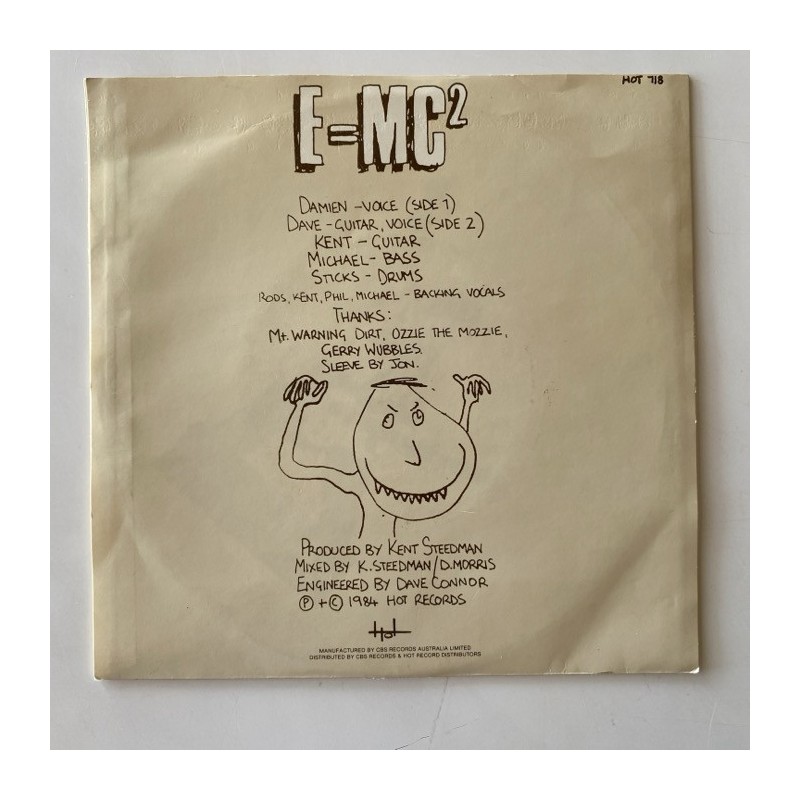 HOT 718
E=MC²
DAMIEN - VOICE (SIDE 1)
DAVE - GUITAR, VOICE (SIDE 2)
KENT - GUITAR
MICHAEL - BASS
STICKS - DRUMS
RODS, KENT, PHIL, MICHAEL - BACKING VOCALS
THANKS:
Mt. WARNING DIRT, OZZIE THE MOZZIE,
GERRY WUBBLES.
SLEEVE BY JON.
PRODUCED BY KENT STEEDMAN
MIXED BY K. STEEDMAN/D. MORRIS
ENGINEERED BY DAVE CONNOR
Ⓟ + © 1984 HOT RECORDS
Hot
MANUFACTURED BY CBS RECORDS AUSTRALIA LIMITED
DISTRIBUTED BY CBS RECORDS & HOT RECORD DISTRIBUTORS